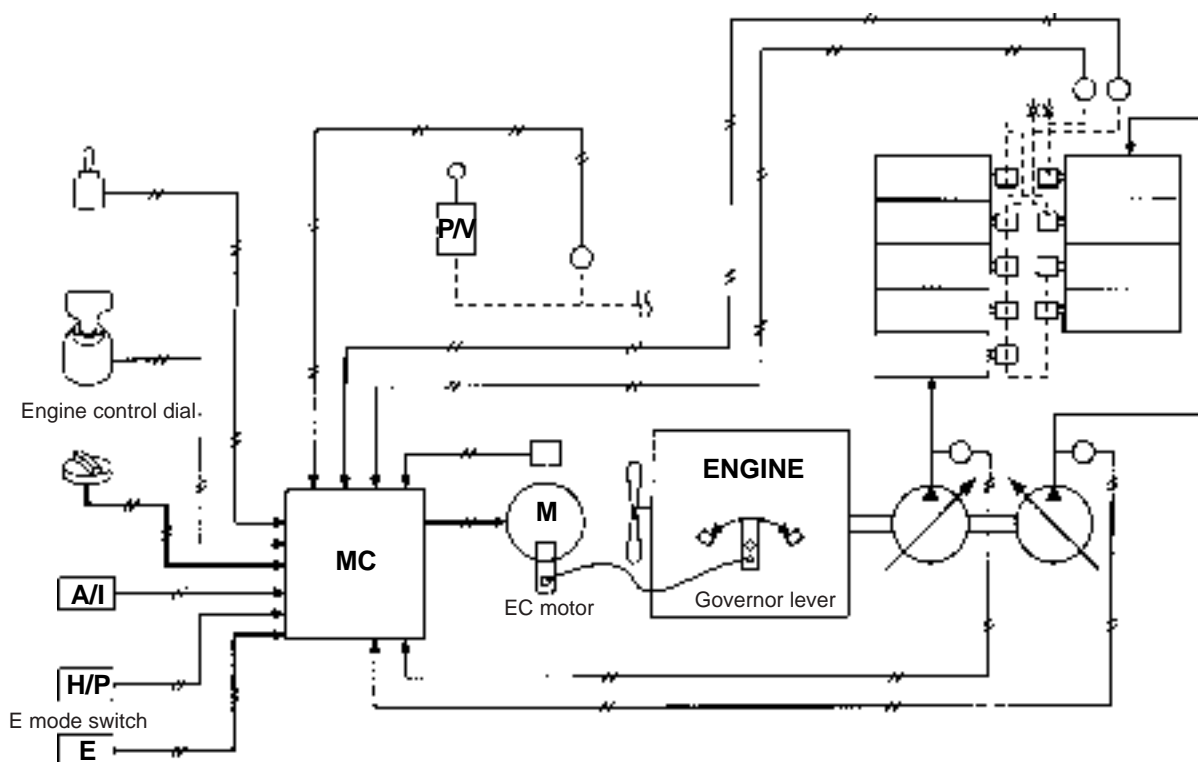 P/V
Engine control dial
ENGINE
M
MC
A/I
EC motor
Governor lever
H/P
E mode switch
E